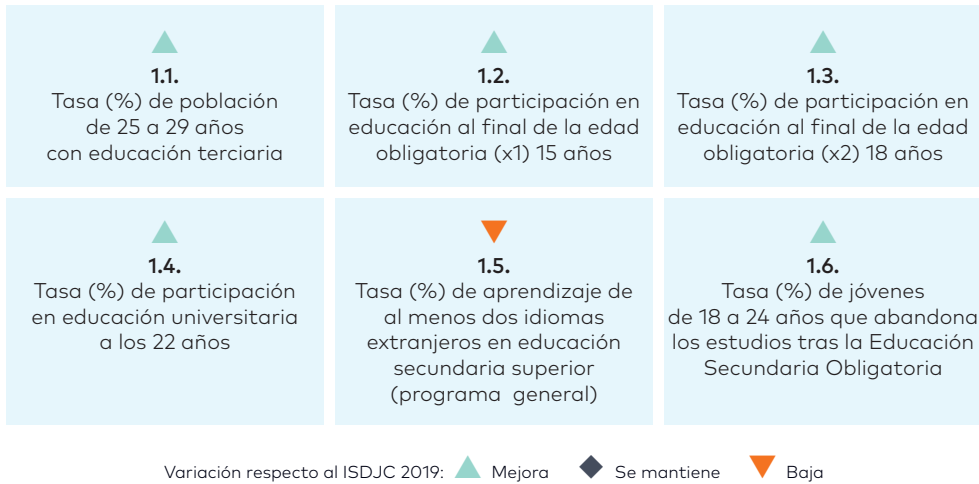 1.1.
Tasa (%) de población
de 25 a 29 años
con educación terciaria
1.2.
Tasa (%) de participación en
educación al final de la edad
obligatoria (x1) 15 años
1.3.
Tasa (%) de participación en
educación al final de la edad
obligatoria (x2) 18 años
1.4.
Tasa (%) de participación
en educación universitaria
a los 22 años
1.5.
Tasa (%) de aprendizaje de
al menos dos idiomas
extranjeros en educación
secundaria superior
(programa general)
1.6.
Tasa (%) de jóvenes
de 18 a 24 años que abandona
los estudios tras la Educación
Secundaria Obligatoria
Variación respecto al ISDJC 2019: Mejora Se mantiene Baja